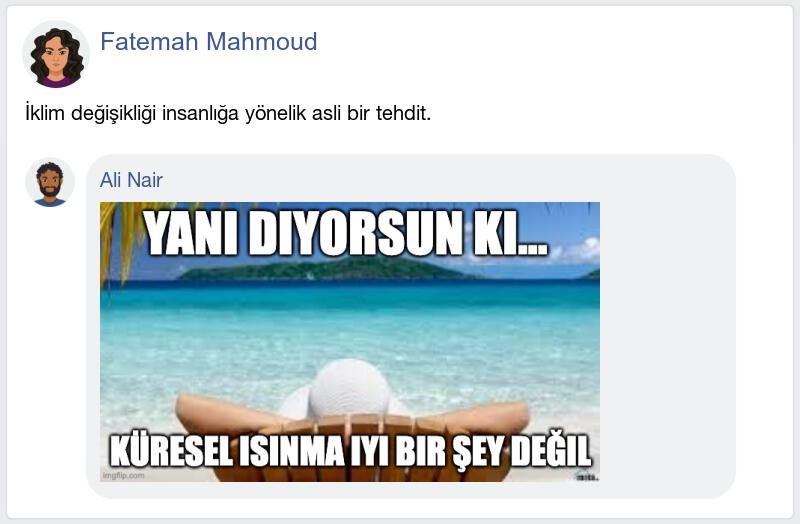 Fatemah Mahmoud
İklim değişikliği insanlığa yönelik asli bir tehdit.
Ali Nair
YANI DIYORSUN KI...
KÜRESEL ISINMA IYI BIR ŞEY DEĞIL
imgflip.com